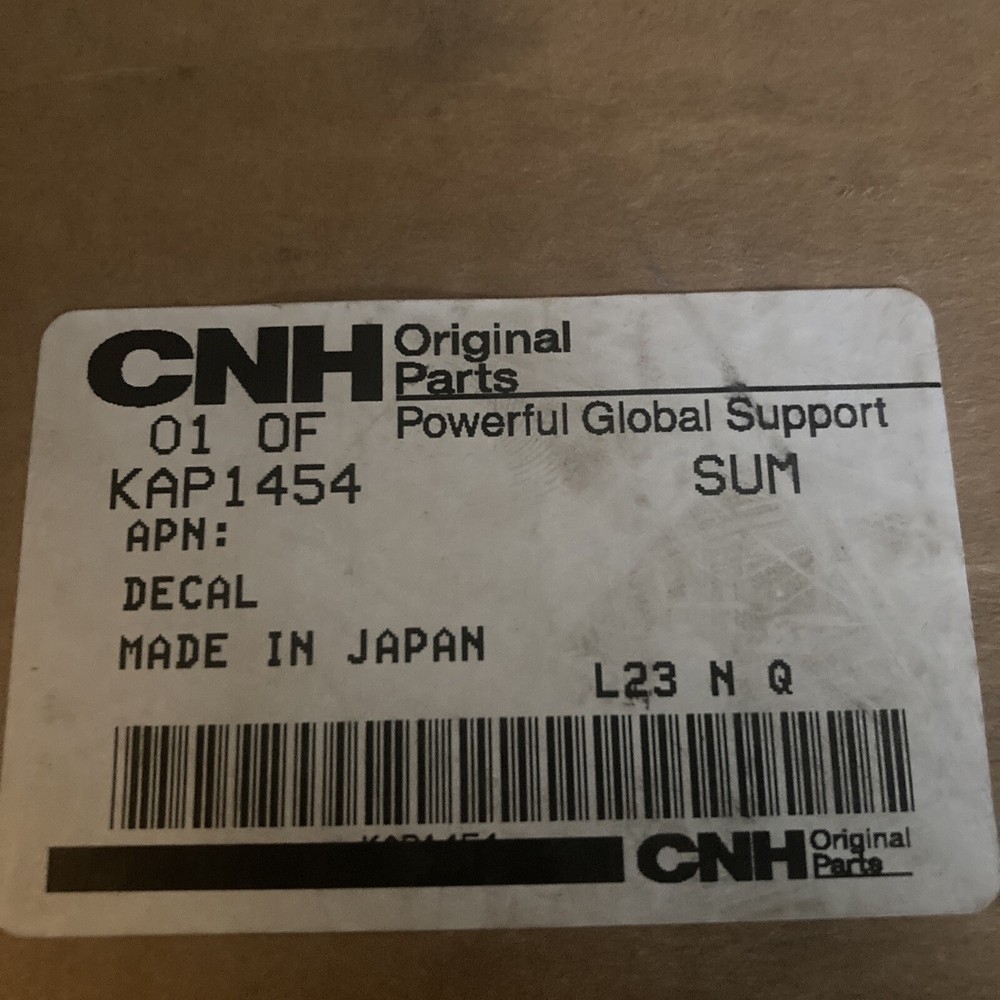 CNH Original
Parts
Powerful Global Support
01 OF
KAP1454 SUM
APN:
DECAL
MADE IN JAPAN
L23 N Q
KAP1454
CNH Original
Parts